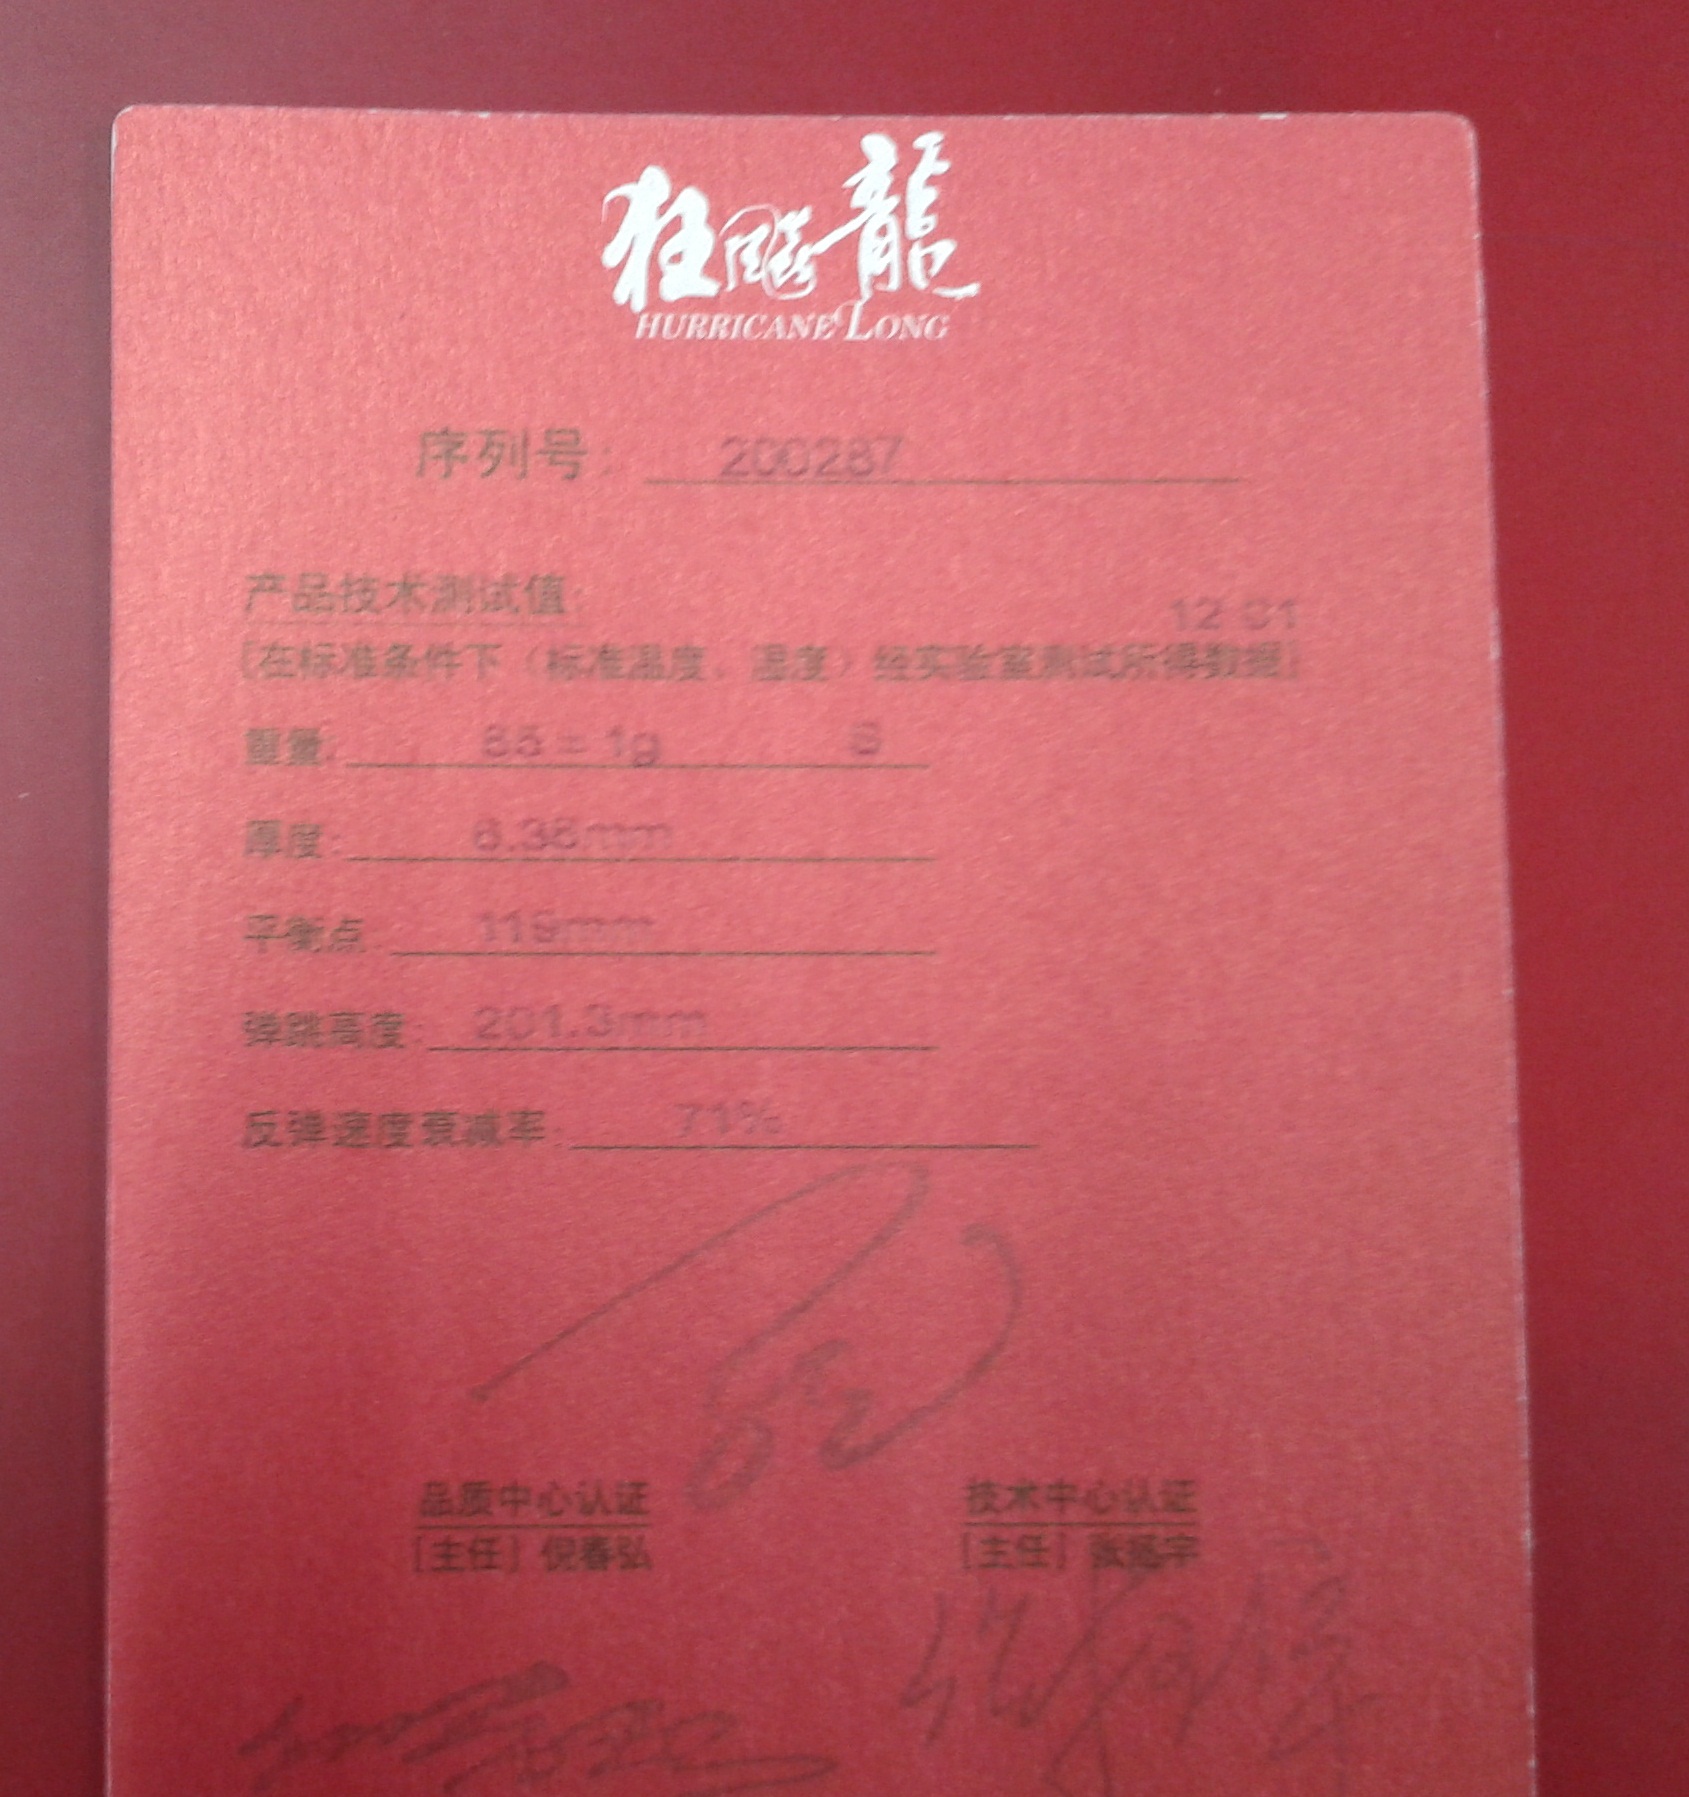 狂飚龍
HURRICANE LONG
序列号: 200287
产品技术测试值:
12 01
[在标准条件下（标准温度、湿度）经实验室测试所得数据]
重量: 85±1g S
厚度: 6.36mm
平衡点: 119mm
弹跳高度: 201.3mm
反弹速度衰减率: 71%
品质中心认证 技术中心认证
[主任] 倪春弘 [主任] 张扬宇